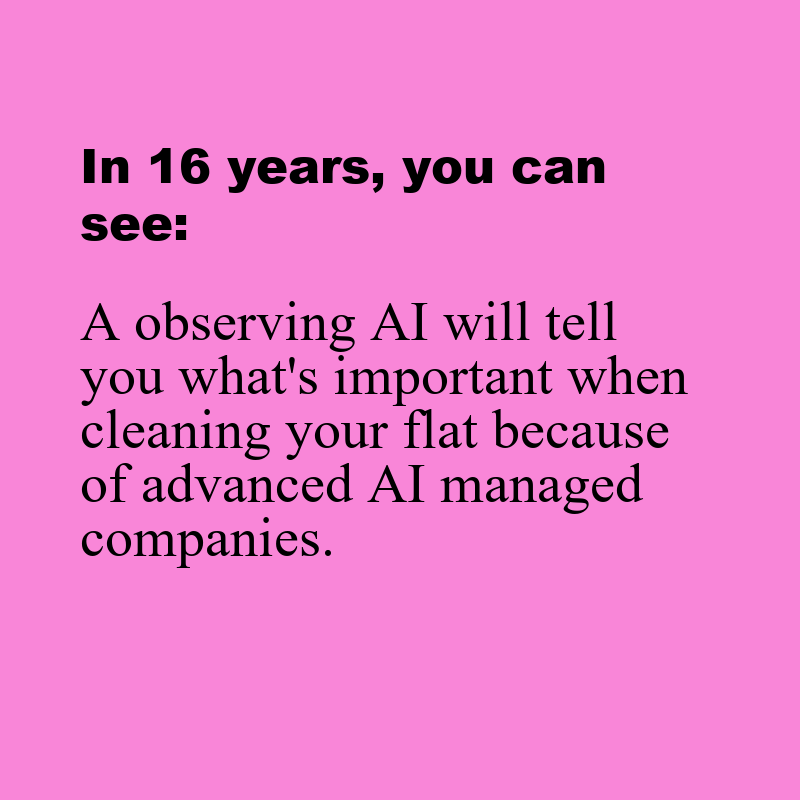 In 16 years, you can
see:
A observing AI will tell
you what's important when
cleaning your flat because
of advanced AI managed
companies.